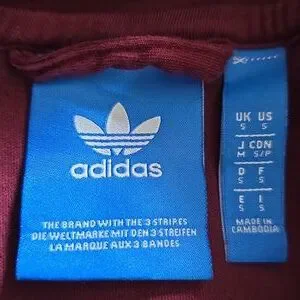 adidas
THE BRAND WITH THE 3 STRIPES
DIE WELTMARKE MIT DEN 3 STREIFEN
LA MARQUE AUX 3 BANDES
UK US
S S
J CDN
M S/P
D F
S S
E I
S S
MADE IN
CAMBODIA